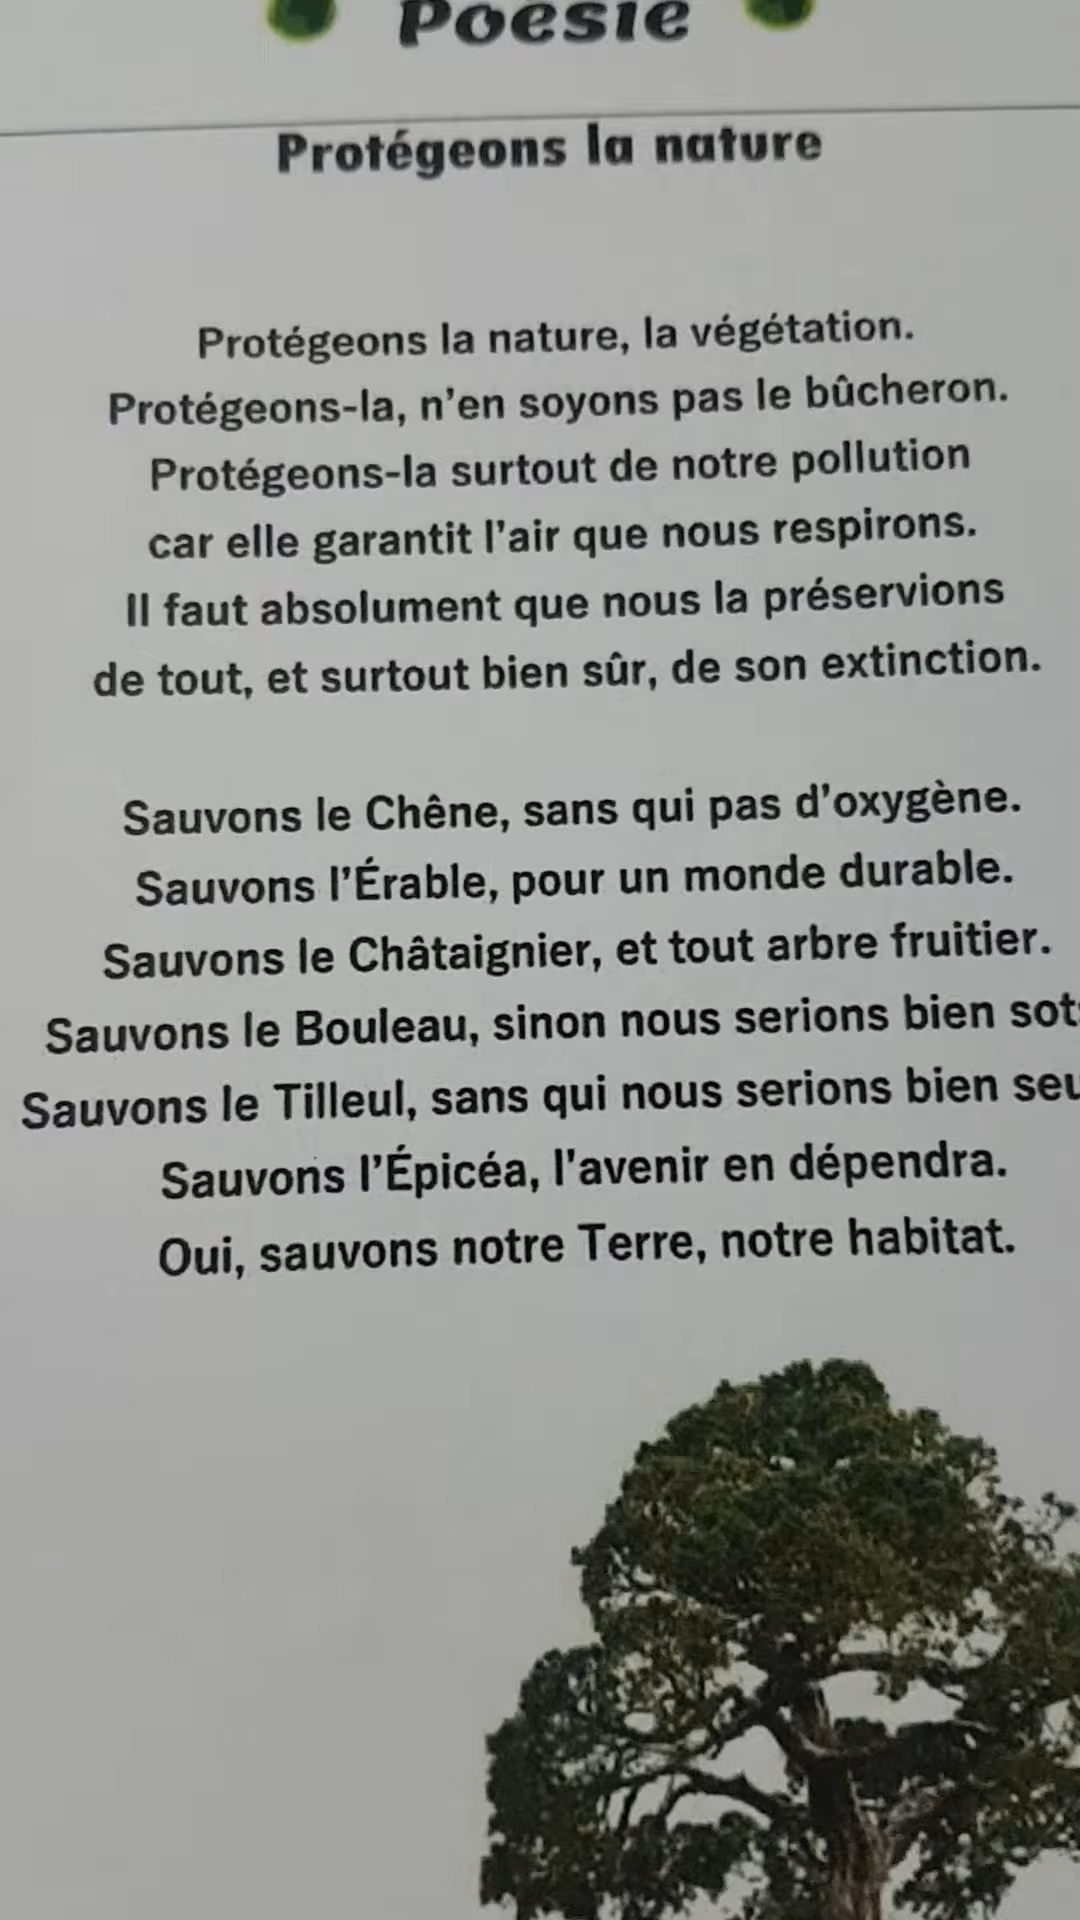 Poésie
Protégeons la nature
Protégeons la nature, la végétation.
Protégeons-la, n'en soyons pas le bûcheron.
Protégeons-la surtout de notre pollution
car elle garantit l'air que nous respirons.
Il faut absolument que nous la préservions
de tout, et surtout bien sûr, de son extinction.
Sauvons le Chêne, sans qui pas d'oxygène.
Sauvons l'Érable, pour un monde durable.
Sauvons le Châtaignier, et tout arbre fruitier.
Sauvons le Bouleau, sinon nous serions bien sots
Sauvons le Tilleul, sans qui nous serions bien
Sauvons l'Épicéa, l'avenir en dépendra.
Oui, sauvons notre Terre, notre habitat.